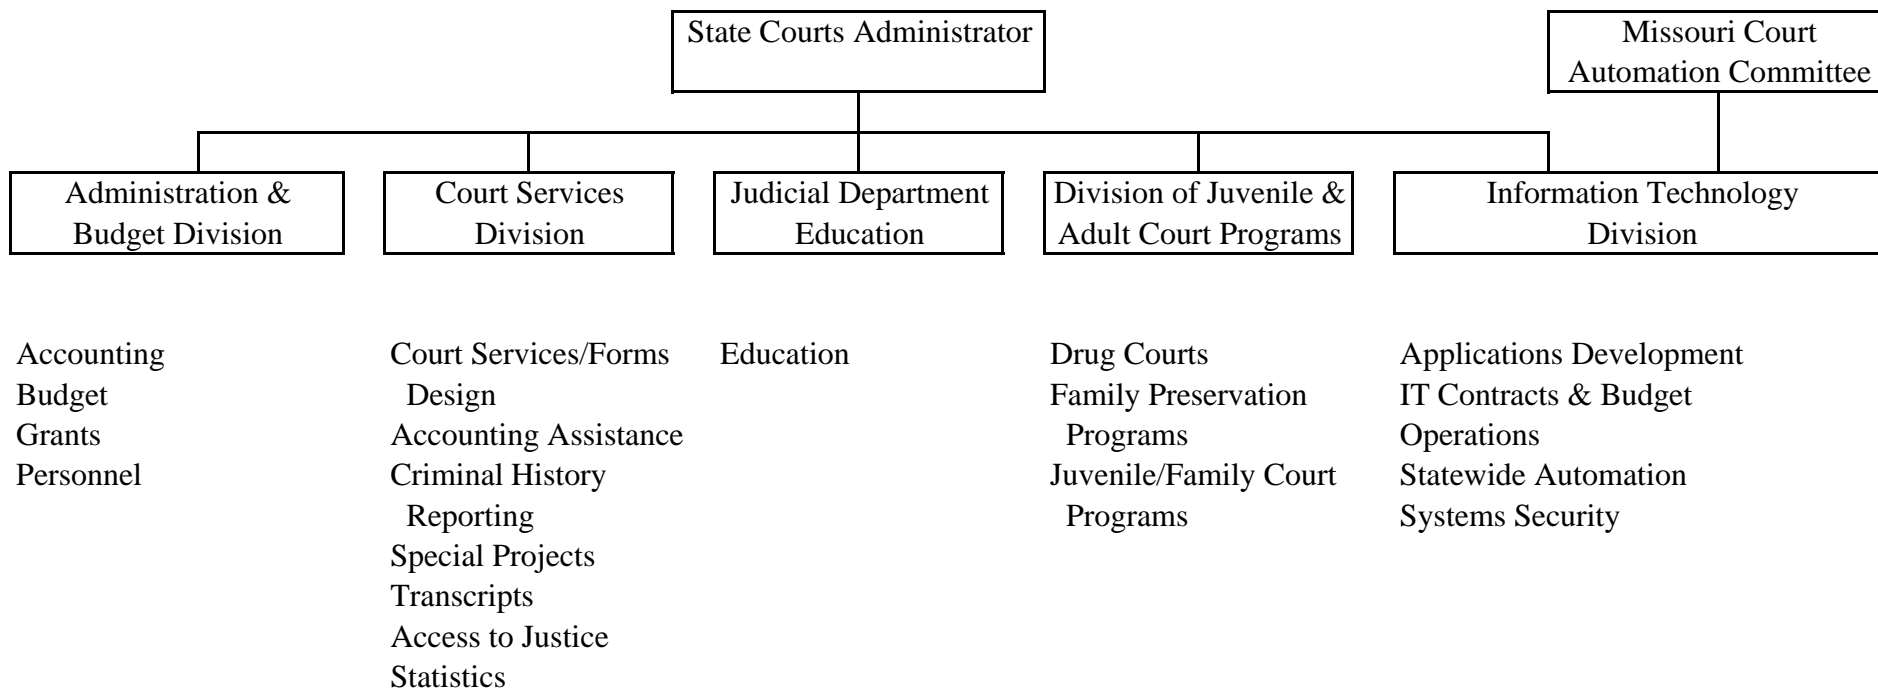 State Courts Administrator
Missouri Court
Automation Committee
Administration &
Budget Division
Court Services
Division
Judicial Department
Education
Division of Juvenile &
Adult Court Programs
Information Technology
Division
Accounting
Budget
Grants
Personnel
Court Services/Forms
Design
Accounting Assistance
Criminal History
Reporting
Special Projects
Transcripts
Access to Justice
Statistics
Education
Drug Courts
Family Preservation
Programs
Juvenile/Family Court
Programs
Applications Development
IT Contracts & Budget
Operations
Statewide Automation
Systems Security